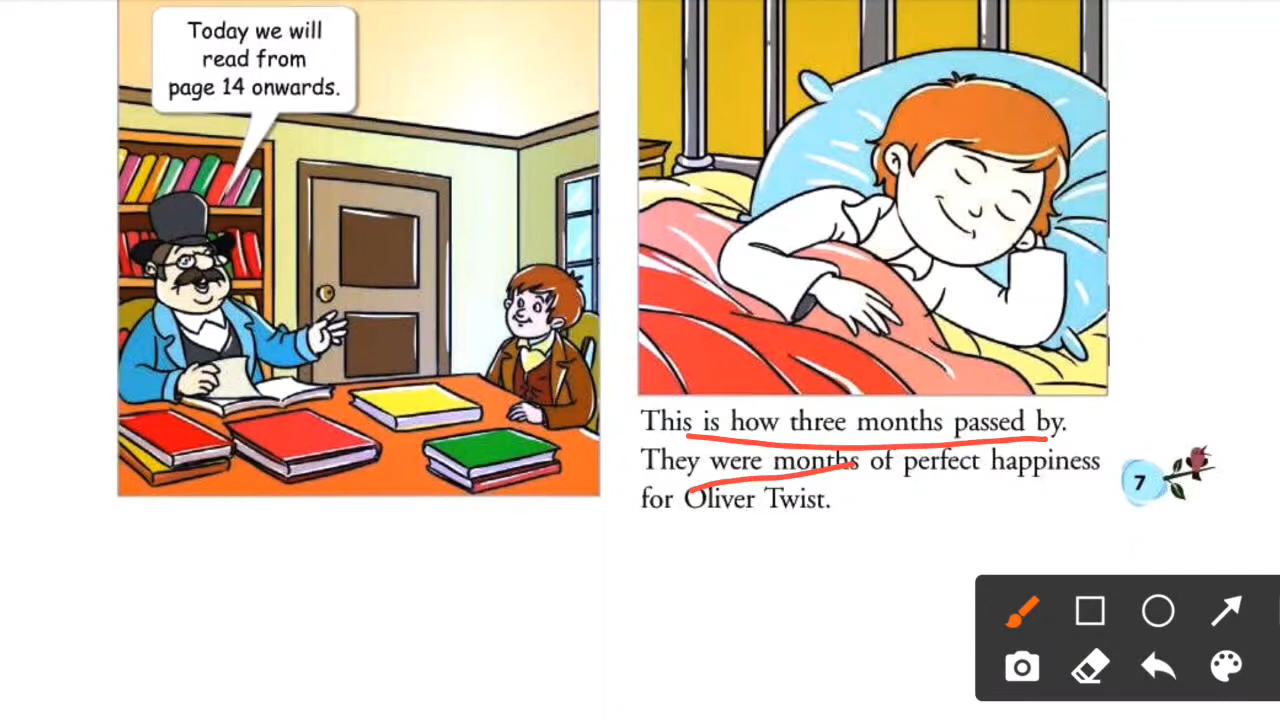 Today we will
read from
page 14 onwards.
This is how three months passed by.
They were months of perfect happiness
for Oliver Twist.
7